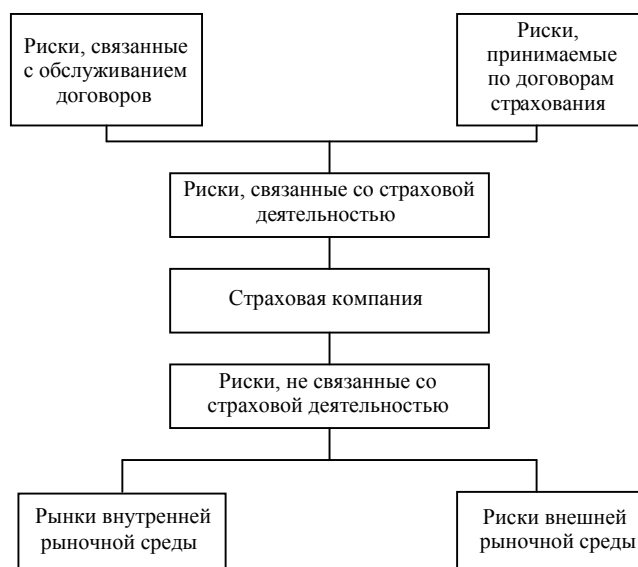 Риски, связанные
с обслуживанием
договоров
Риски,
принимаемые
по договорам
страхования
Риски, связанные со страховой
деятельностью
Страховая компания
Риски, не связанные со
страховой деятельностью
Рынки внутренней
рыночной среды
Риски внешней
рыночной среды